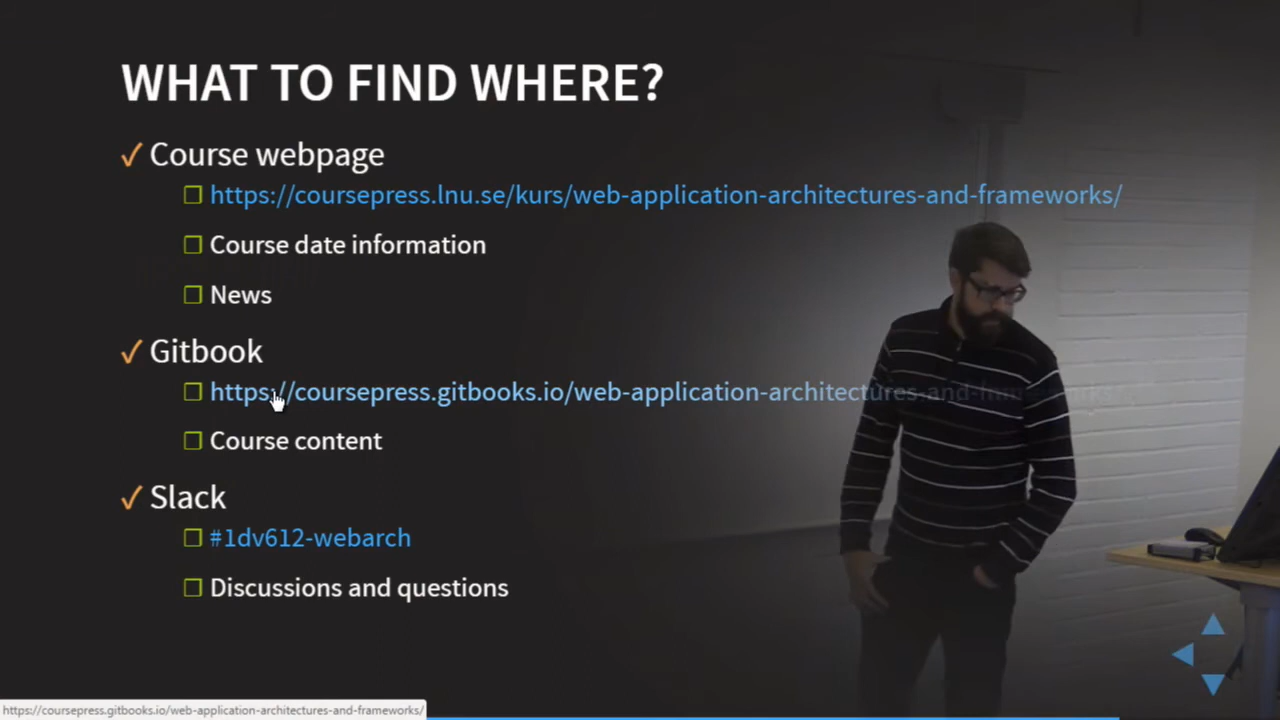 WHAT TO FIND WHERE?
Course webpage
https://coursepress.lnu.se/kurs/web-application-architectures-and-frameworks/
Course date information
News
Gitbook
https://coursepress.gitbooks.io/web-application-architectures-and-frameworks/
Course content
Slack
#1dv612-webarch
Discussions and questions
https://coursepress.gitbooks.io/web-application-architectures-and-frameworks/